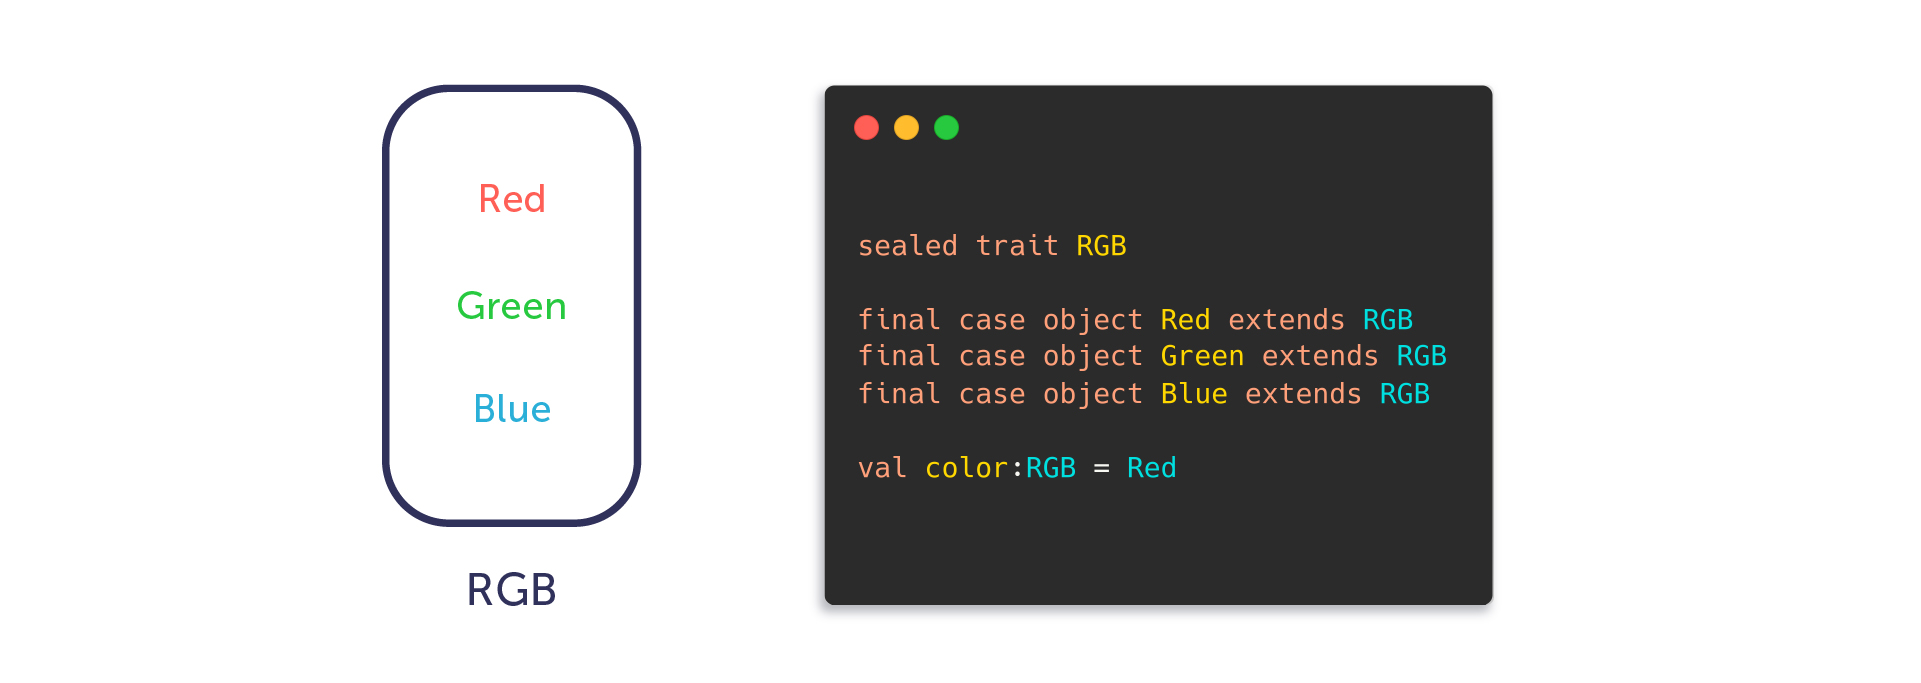 Red
Green
Blue
RGB
sealed trait RGB
final case object Red extends RGB
final case object Green extends RGB
final case object Blue extends RGB
val color:RGB = Red